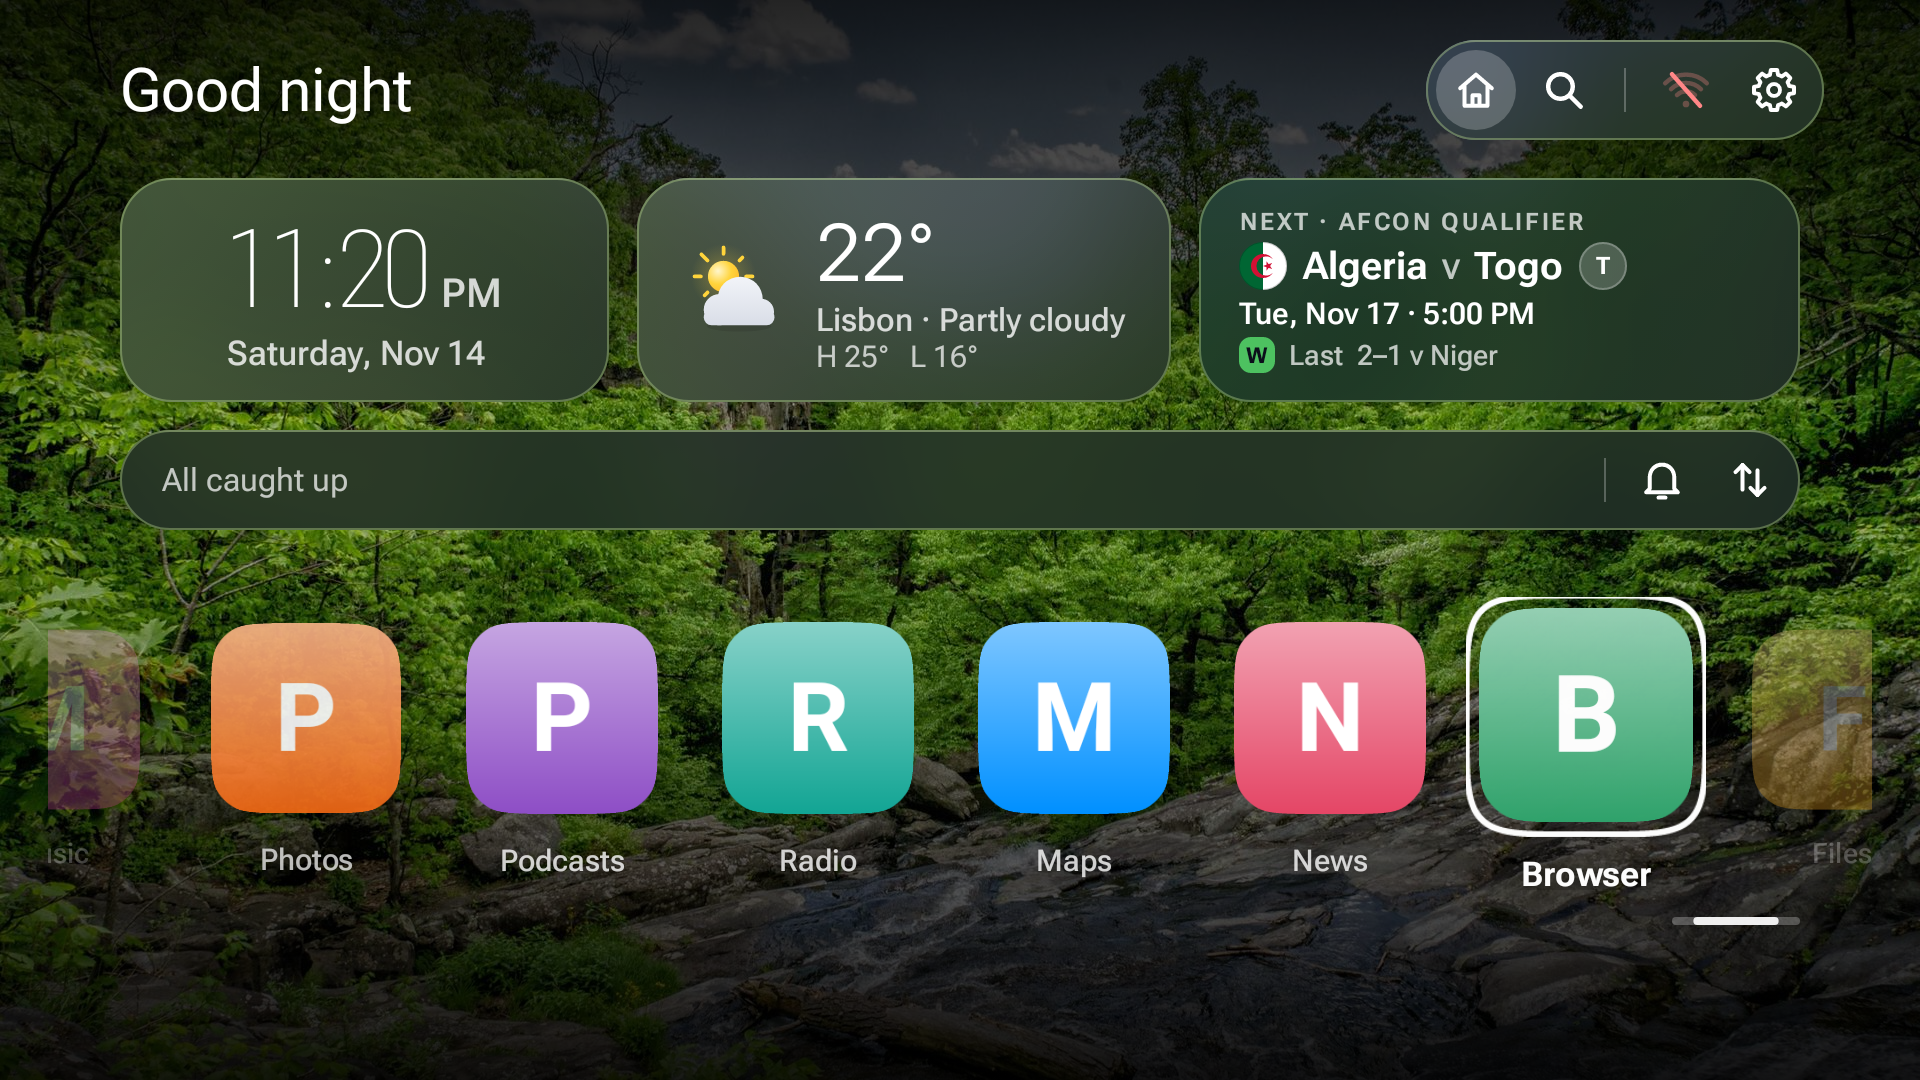 Good night
11:20 PM
Saturday, Nov 14
22°
Lisbon · Partly cloudy
H 25° L 16°
NEXT · AFCON QUALIFIER
Algeria v Togo T
Tue, Nov 17 · 5:00 PM
W Last 2–1 v Niger
All caught up
M P P R M N B F
isic Photos Podcasts Radio Maps News Browser Files